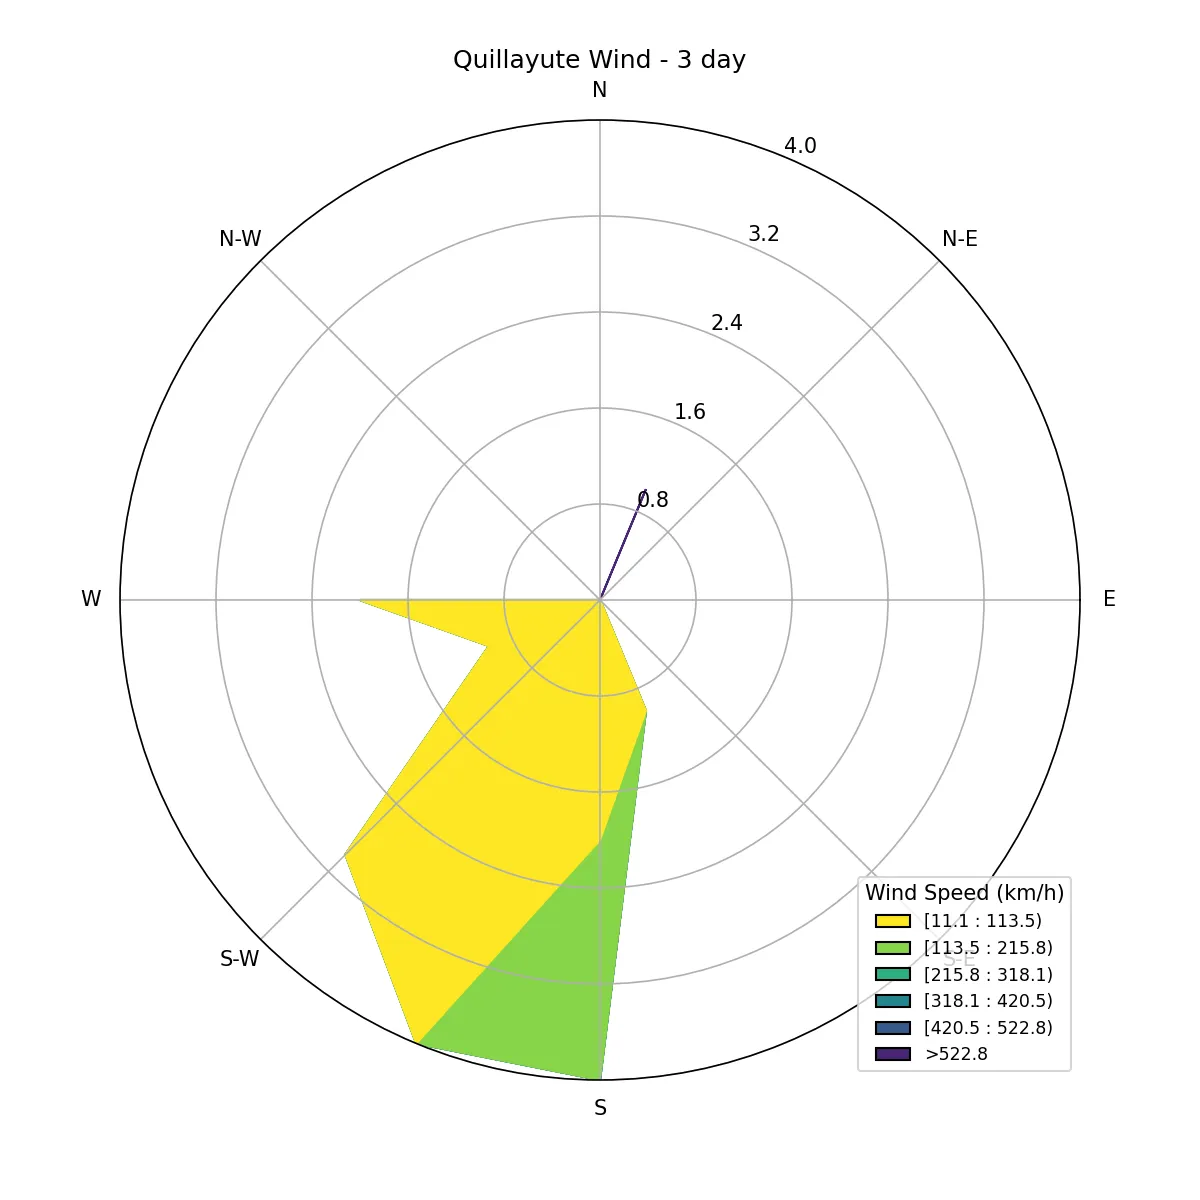 Quillayute Wind - 3 day
N
4.0
N-W
3.2
N-E
2.4
1.6
0.8
W
E
Wind Speed (km/h)
[11.1 : 113.5)
[113.5 : 215.8)
[215.8 : 318.1)
[318.1 : 420.5)
[420.5 : 522.8)
>522.8
S-W
S-E
S